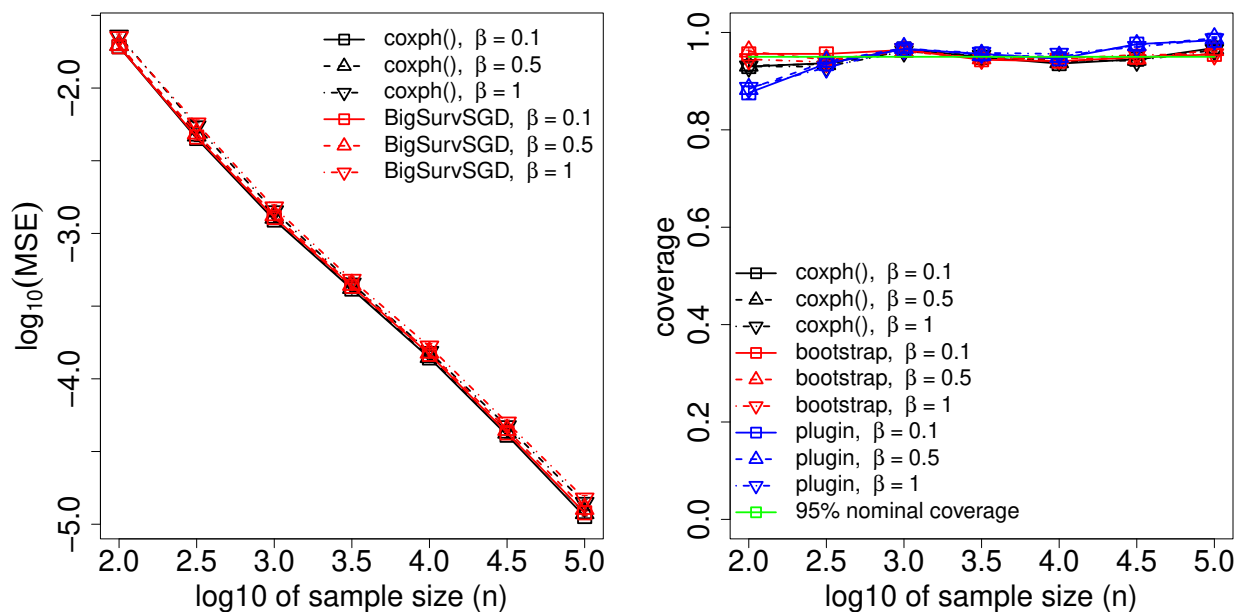 log10(MSE)
−2.0
−3.0
−4.0
−5.0
coxph(), β = 0.1
coxph(), β = 0.5
coxph(), β = 1
BigSurvSGD, β = 0.1
BigSurvSGD, β = 0.5
BigSurvSGD, β = 1
2.0 2.5 3.0 3.5 4.0 4.5 5.0
log10 of sample size (n)
coverage
1.0
0.8
0.6
0.4
0.2
0.0
coxph(), β = 0.1
coxph(), β = 0.5
coxph(), β = 1
bootstrap, β = 0.1
bootstrap, β = 0.5
bootstrap, β = 1
plugin, β = 0.1
plugin, β = 0.5
plugin, β = 1
95% nominal coverage
2.0 2.5 3.0 3.5 4.0 4.5 5.0
log10 of sample size (n)